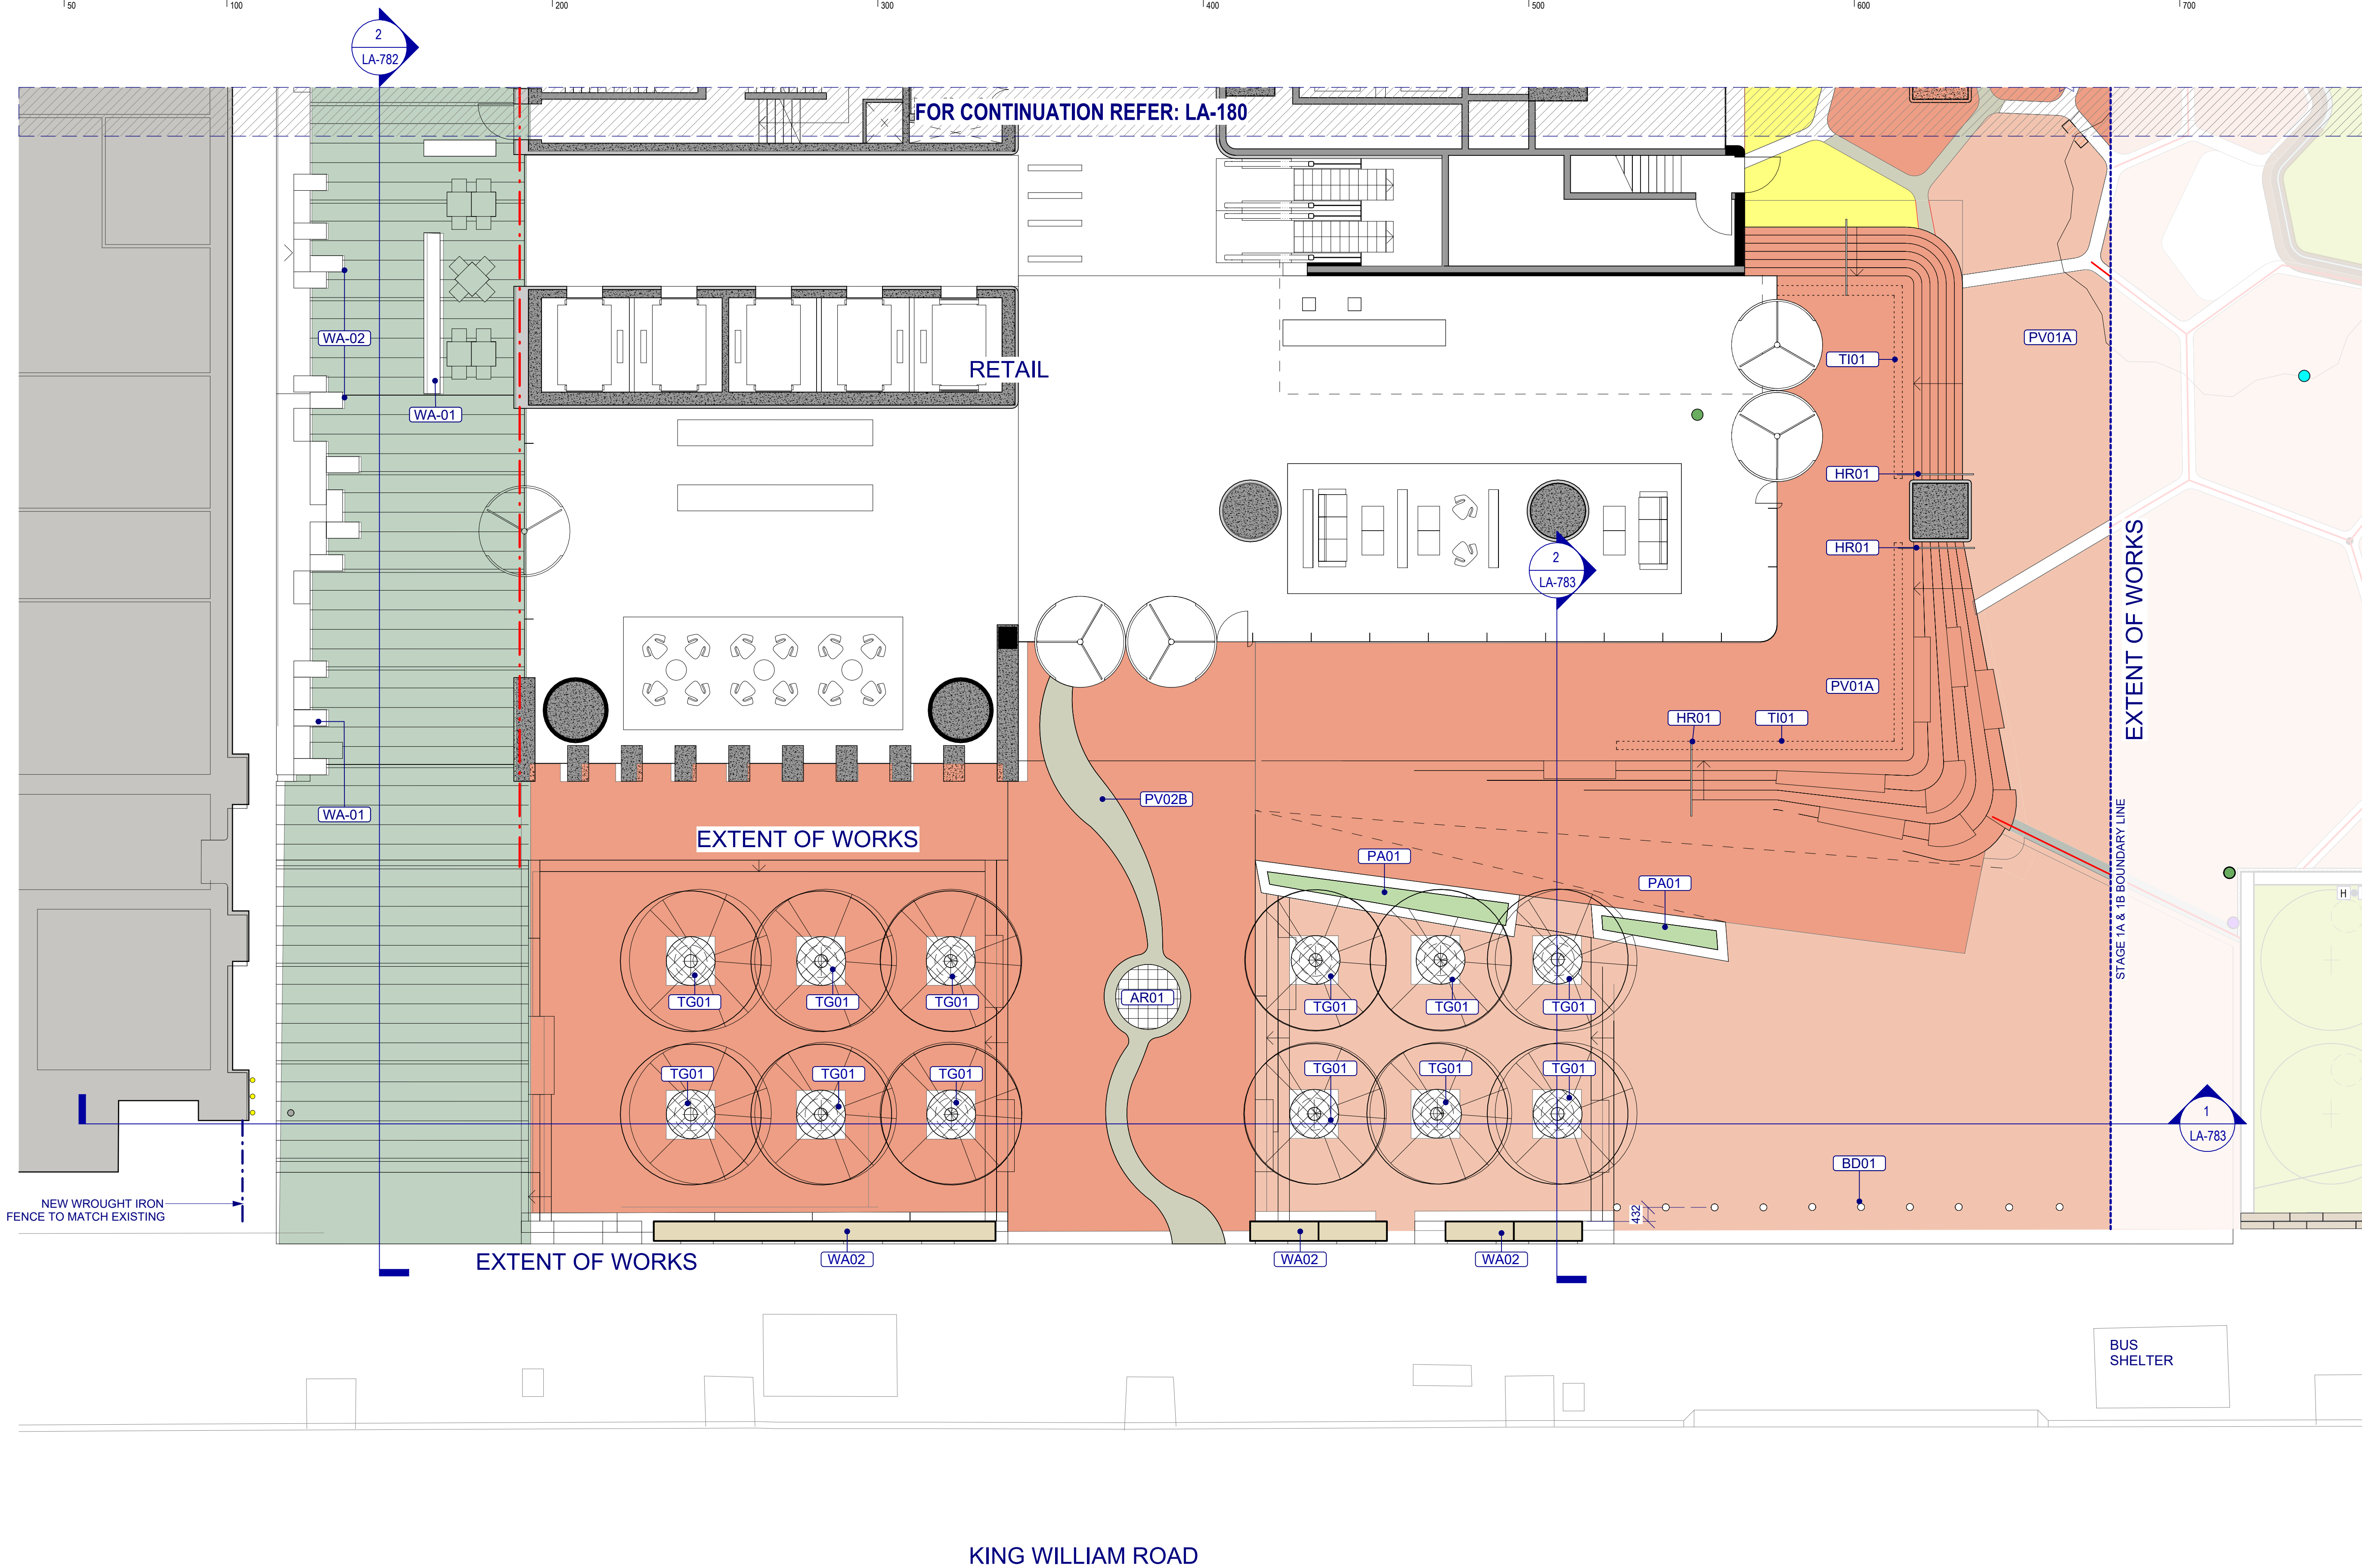 50
100
200
300
400
500
600
700
2
LA-782
FOR CONTINUATION REFER: LA-180
WA-02
WA-01
RETAIL
TI01
PV01A
HR01
HR01
2
LA-783
EXTENT OF WORKS
PV01A
HR01
TI01
WA-01
PV02B
EXTENT OF WORKS
STAGE 1A & 1B BOUNDARY LINE
PA01
PA01
H
TG01
TG01
TG01
AR01
TG01
TG01
TG01
TG01
TG01
TG01
TG01
TG01
TG01
1
LA-783
BD01
NEW WROUGHT IRON
FENCE TO MATCH EXISTING
432
EXTENT OF WORKS
WA02
WA02
WA02
BUS
SHELTER
KING WILLIAM ROAD